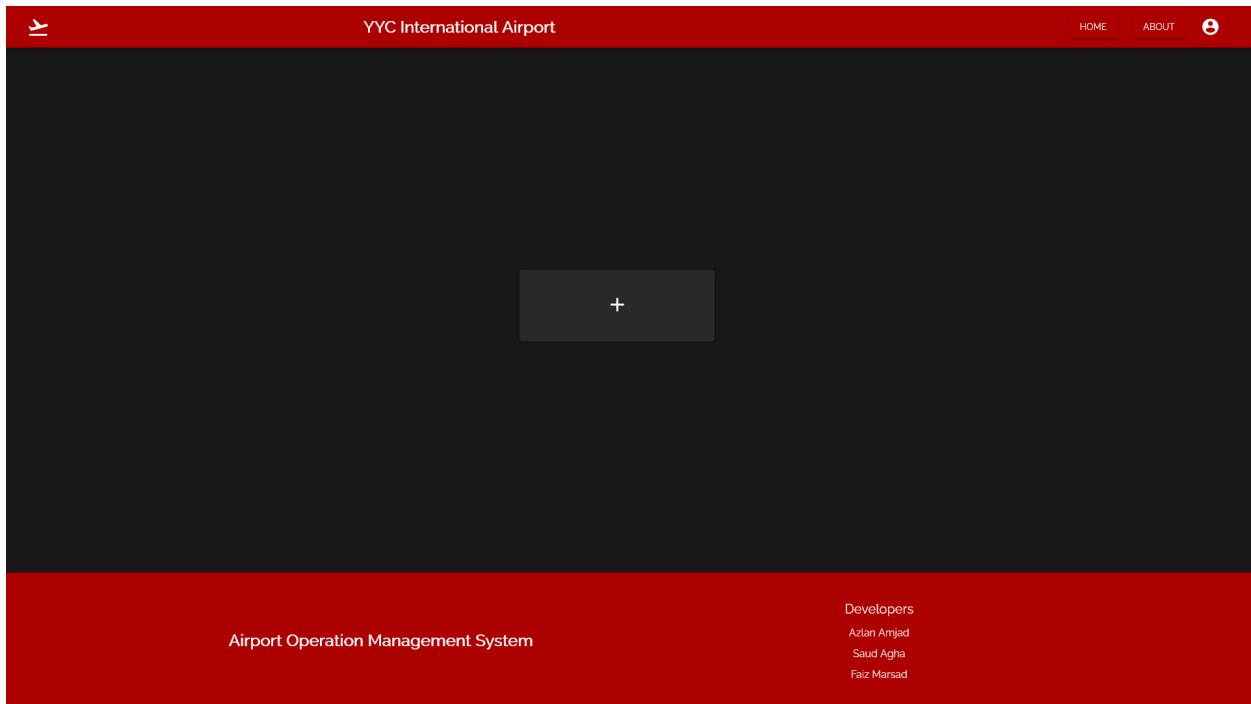 YYC International Airport
HOME
ABOUT
+
Airport Operation Management System
Developers
Azlan Amjad
Saud Agha
Faiz Marsad